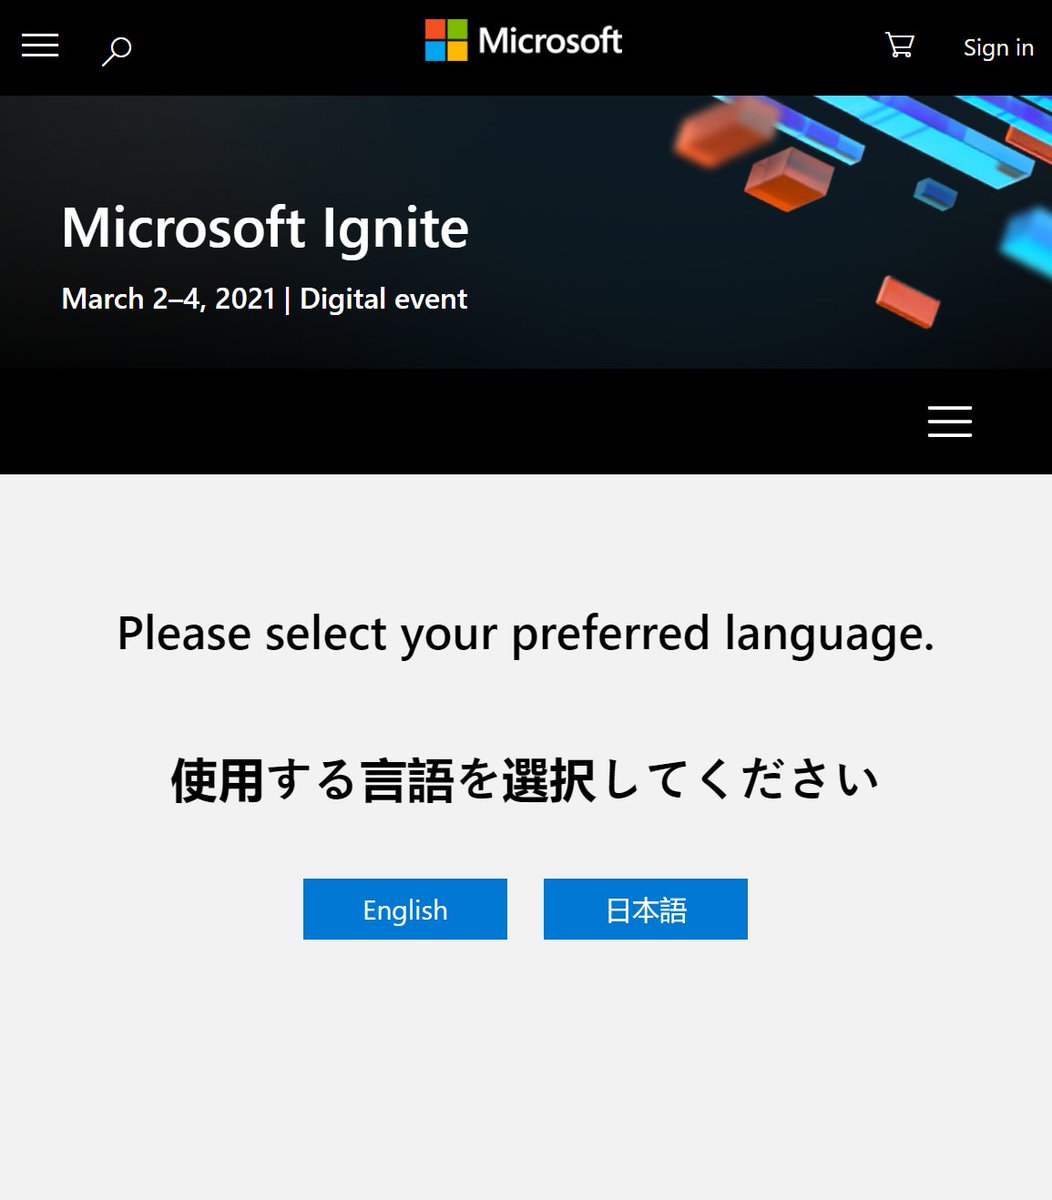 Microsoft
Sign in
Microsoft Ignite
March 2–4, 2021 | Digital event
Please select your preferred language.
使用する言語を選択してください
English
日本語